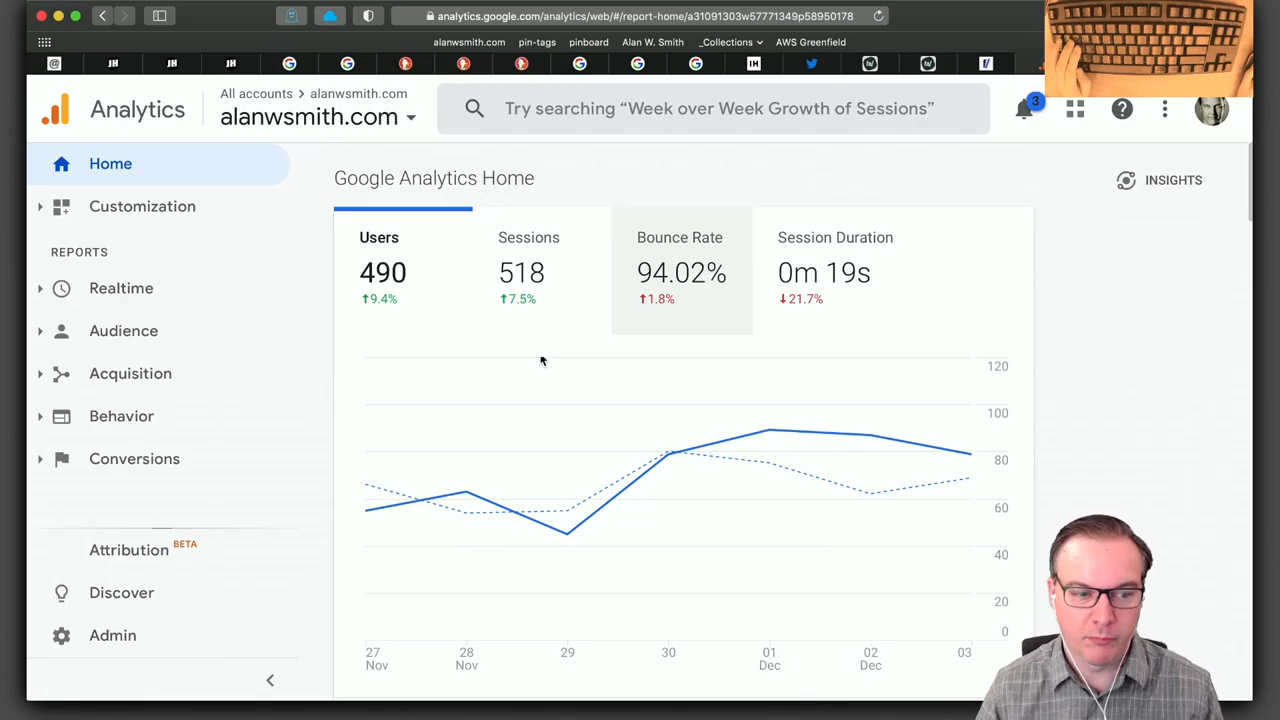 analytics.google.com/analytics/web/#/report-home/a31091303w57771349p58950178
alanwsmith.com
pin-tags
pinboard
Alan W. Smith
_Collections
AWS Greenfield
@
JH
JH
JH
G
G
G
G
G
IH
Analytics
All accounts > alanwsmith.com
alanwsmith.com
Try searching “Week over Week Growth of Sessions”
3
Home
Customization
REPORTS
Realtime
Audience
Acquisition
Behavior
Conversions
Attribution BETA
Discover
Admin
Google Analytics Home
INSIGHTS
Users
490
↑9.4%
Sessions
518
↑7.5%
Bounce Rate
94.02%
↑1.8%
Session Duration
0m 19s
↓21.7%
120
100
80
60
40
20
0
27
Nov
28
Nov
29
30
01
Dec
02
Dec
03